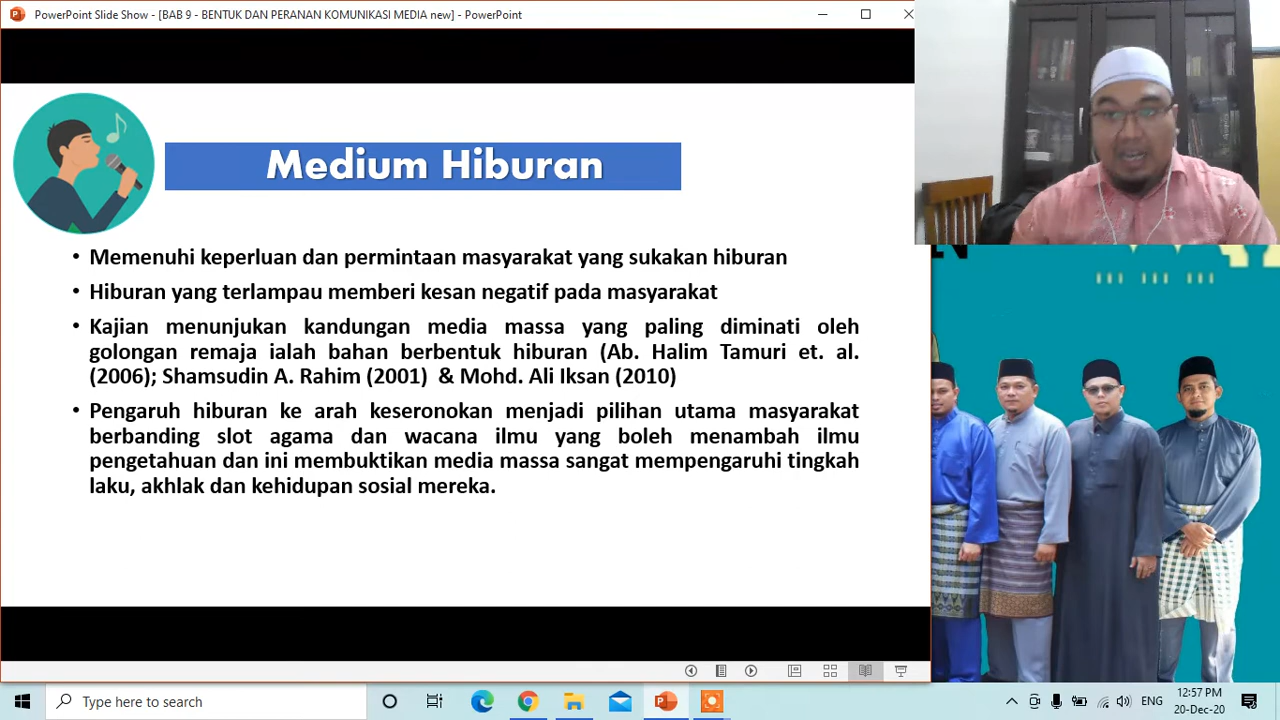 PowerPoint Slide Show - [BAB 9 - BENTUK DAN PERANAN KOMUNIKASI MEDIA new] - PowerPoint
Medium Hiburan
• Memenuhi keperluan dan permintaan masyarakat yang sukakan hiburan
• Hiburan yang terlampau memberi kesan negatif pada masyarakat
• Kajian menunjukan kandungan media massa yang paling diminati oleh
golongan remaja ialah bahan berbentuk hiburan (Ab. Halim Tamuri et. al.
(2006); Shamsudin A. Rahim (2001) & Mohd. Ali Iksan (2010)
• Pengaruh hiburan ke arah keseronokan menjadi pilihan utama masyarakat
berbanding slot agama dan wacana ilmu yang boleh menambah ilmu
pengetahuan dan ini membuktikan media massa sangat mempengaruhi tingkah
laku, akhlak dan kehidupan sosial mereka.
Type here to search
ENG
12:57 PM
20-Dec-20